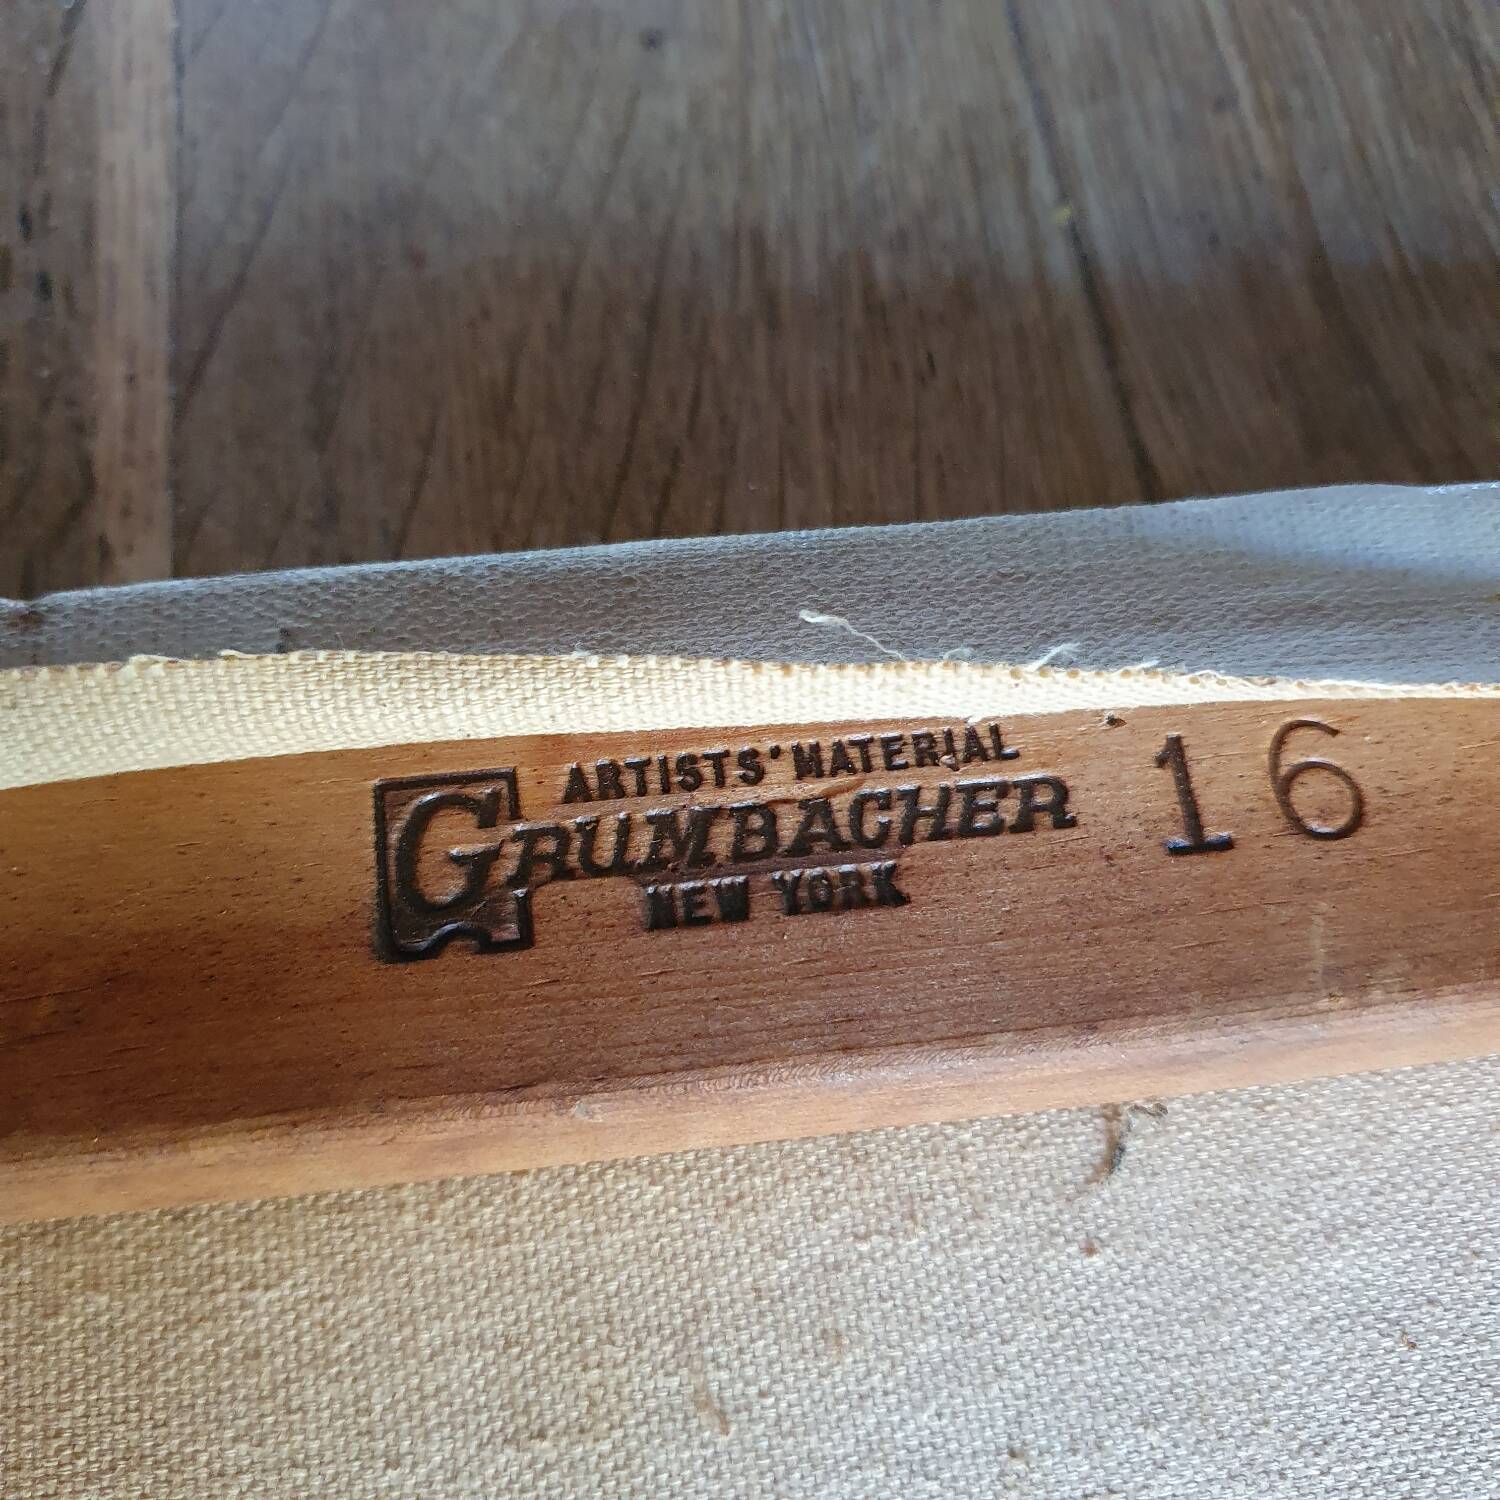 ARTISTS' MATERIAL
GRUMBACHER 16
NEW YORK